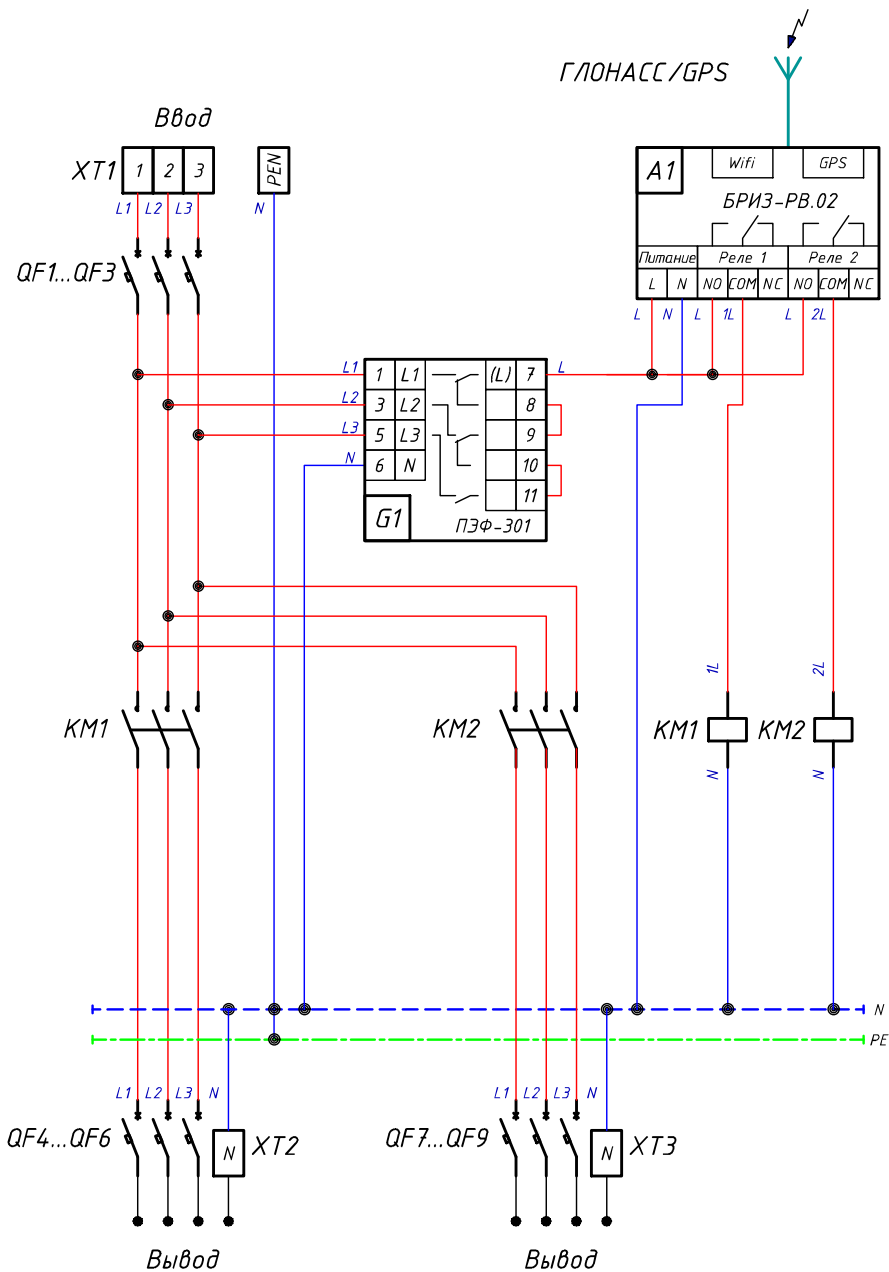 ГЛОНАСС/GPS
Ввод
XT1 1 2 3 PEN
L1 L2 L3 N
A1 Wifi GPS
БРИЗ-РВ.02
Питание Реле 1 Реле 2
L N NO COM NC NO COM NC
L N L 1L L 2L
QF1...QF3
L1 1 L1 (L) 7 L
L2 3 L2 8
L3 5 L3 9
N 6 N 10
11
G1 ПЭФ-301
1L 2L
KM1 KM2 KM1 KM2
N N
N
PE
L1 L2 L3 N L1 L2 L3 N
QF4...QF6 N XT2 QF7...QF9 N XT3
Вывод Вывод